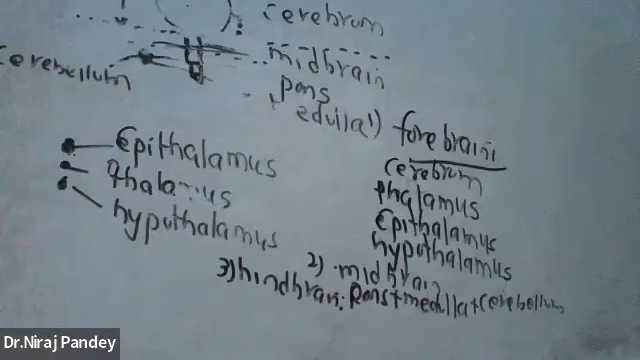 cerebrum
midbrain
cerebellum
pons
edulla
1) forebrain
cerebrum
Epithalamus
thalamus
thalamus
hypothalamus
Epithalamus
hypothalamus
2) midbrain
3) hindbrain: Pons+medulla+cerebellum
Dr.Niraj Pandey